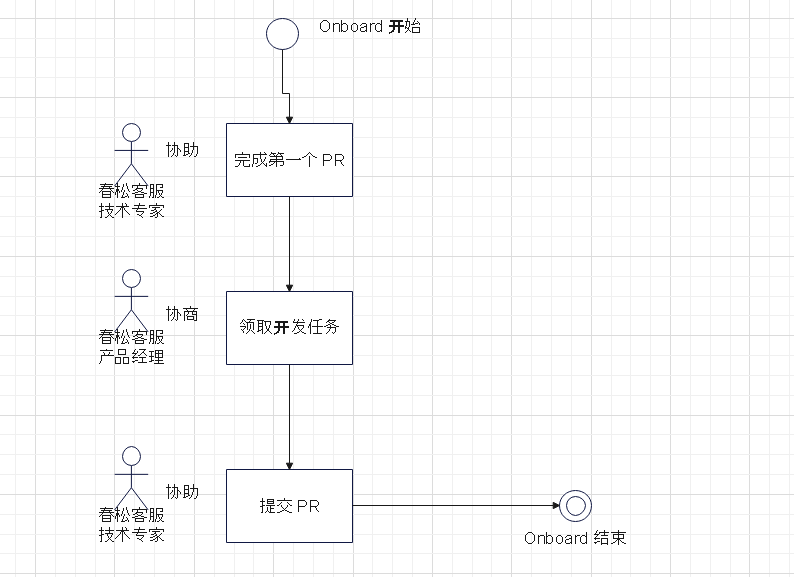 Onboard 开始
协助
完成第一个 PR
春松客服
技术专家
协商
领取开发任务
春松客服
产品经理
协助
提交 PR
春松客服
技术专家
Onboard 结束